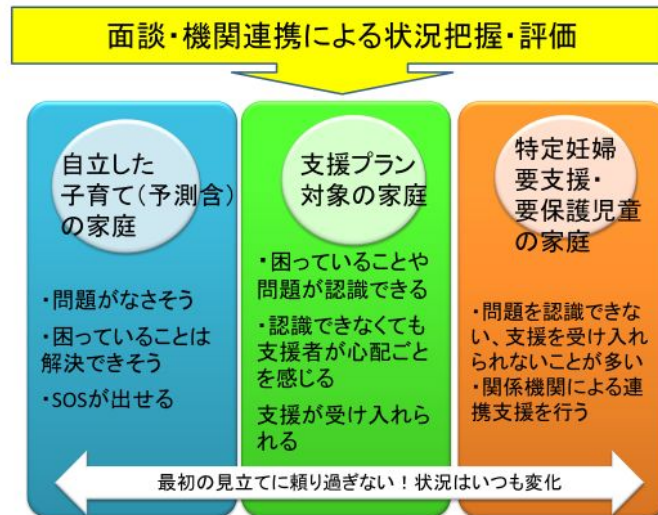 面談・機関連携による状況把握・評価
自立した
子育て(予測含)
の家庭
・問題がなさそう
・困っていることは
解決できそう
・SOSが出せる
支援プラン
対象の家庭
・困っていることや
問題が認識できる
・認識できなくても
支援者が心配ごと
を感じる
支援が受け入れら
れる
特定妊婦
要支援・
要保護児童
の家庭
・問題を認識できな
い、支援を受け入れ
られないことが多い
・関係機関による連
携支援を行う
最初の見立てに頼り過ぎない！状況はいつも変化